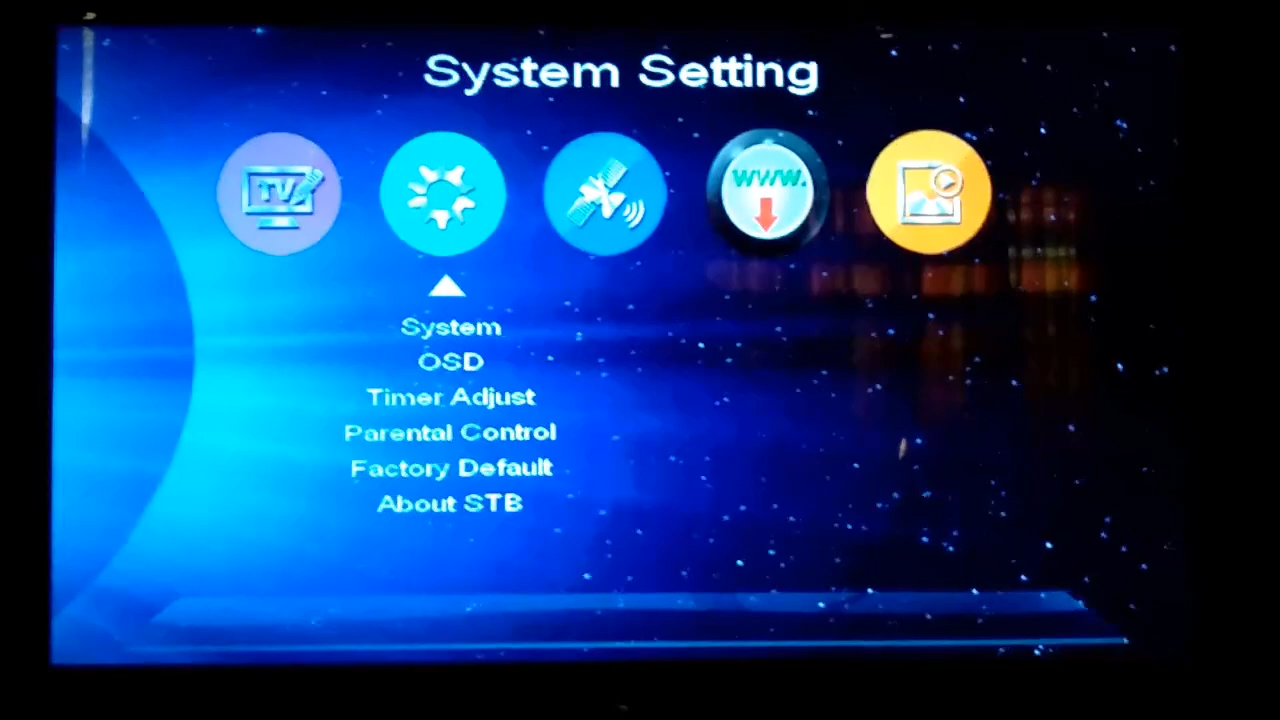 System Setting
TV
www.
System
OSD
Timer Adjust
Parental Control
Factory Default
About STB